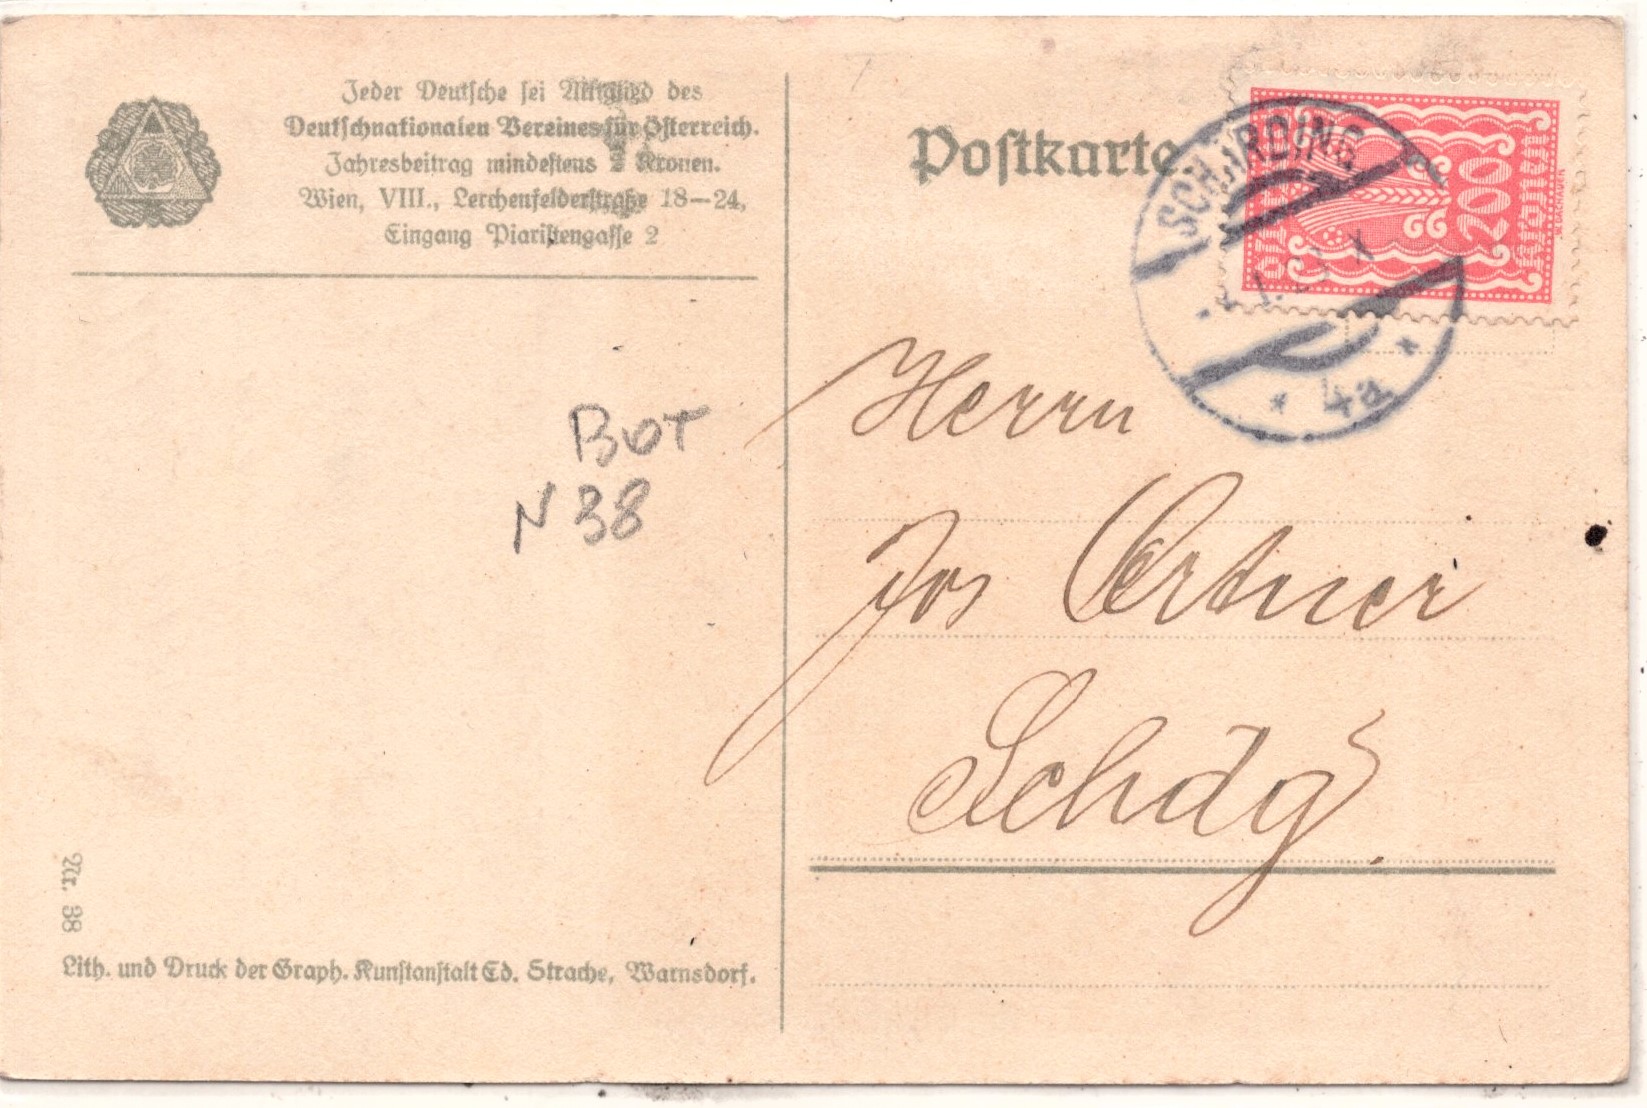 Jeder Deutsche sei Mitglied des
Deutschnationalen Vereines für Österreich.
Jahresbeitrag mindestens 2 Kronen.
Wien, VIII., Lerchenfelderstraße 18—24,
Eingang Piaristengasse 2
Postkarte
SCHÄRDING
200
Kronen
* 4a *
Herrn
Jos Ortner
Schdg.
BOT
N 38
Nr. 38
Lith. und Druck der Graph. Kunstanstalt Ed. Strache, Warnsdorf.